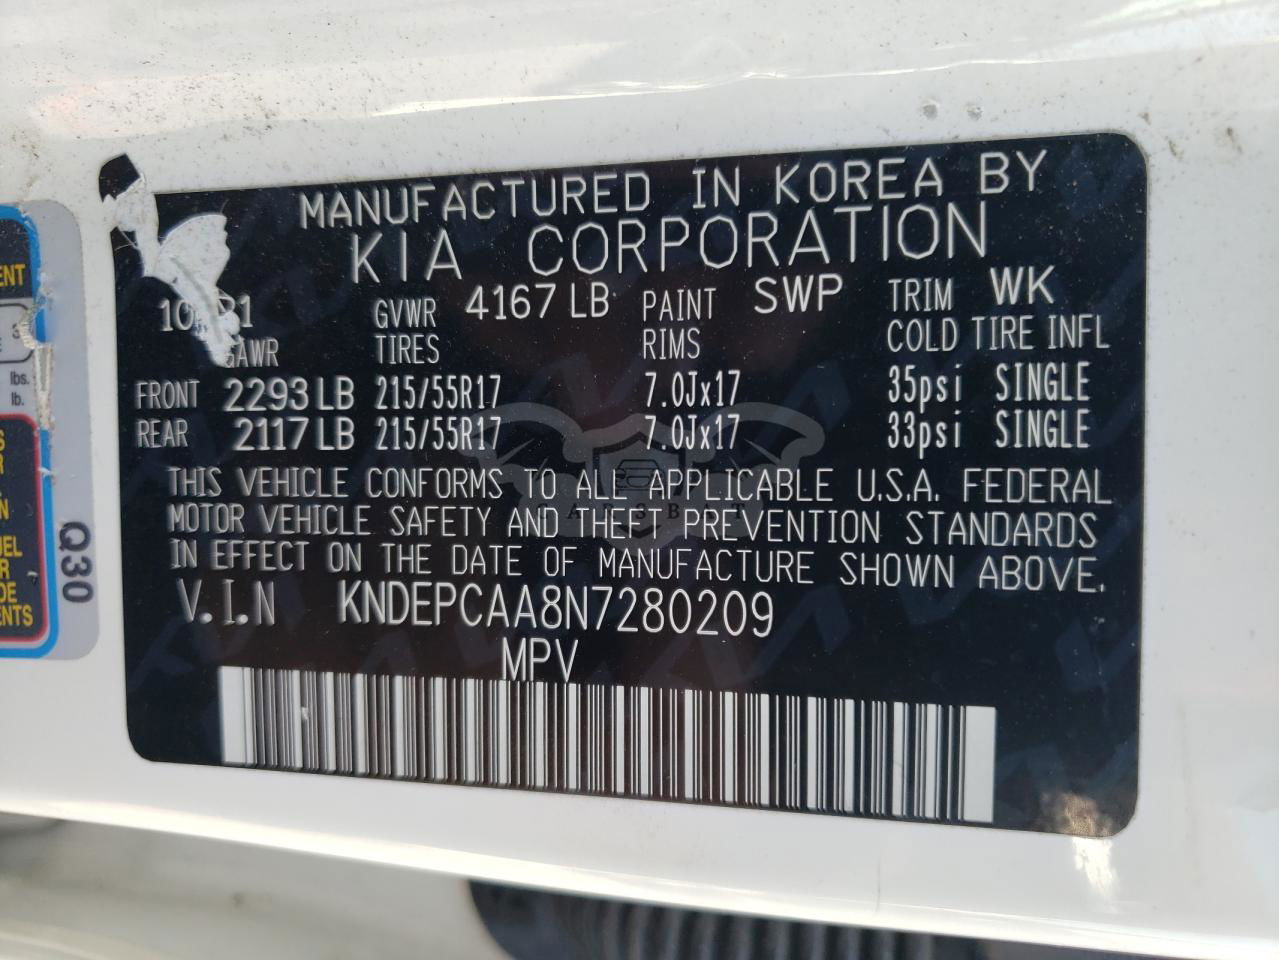 MANUFACTURED IN KOREA BY
KIA CORPORATION
GVWR 4167 LB PAINT SWP TRIM WK
GAWR TIRES RIMS COLD TIRE INFL
FRONT 2293 LB 215/55R17 7.0Jx17 35psi SINGLE
REAR 2117 LB 215/55R17 7.0Jx17 33psi SINGLE
THIS VEHICLE CONFORMS TO ALL APPLICABLE U.S.A. FEDERAL
MOTOR VEHICLE SAFETY AND THEFT PREVENTION STANDARDS
IN EFFECT ON THE DATE OF MANUFACTURE SHOWN ABOVE.
V.I.N KNDEPCAA8N7280209
MPV
CARSBAT
Q30
lbs.
lb.